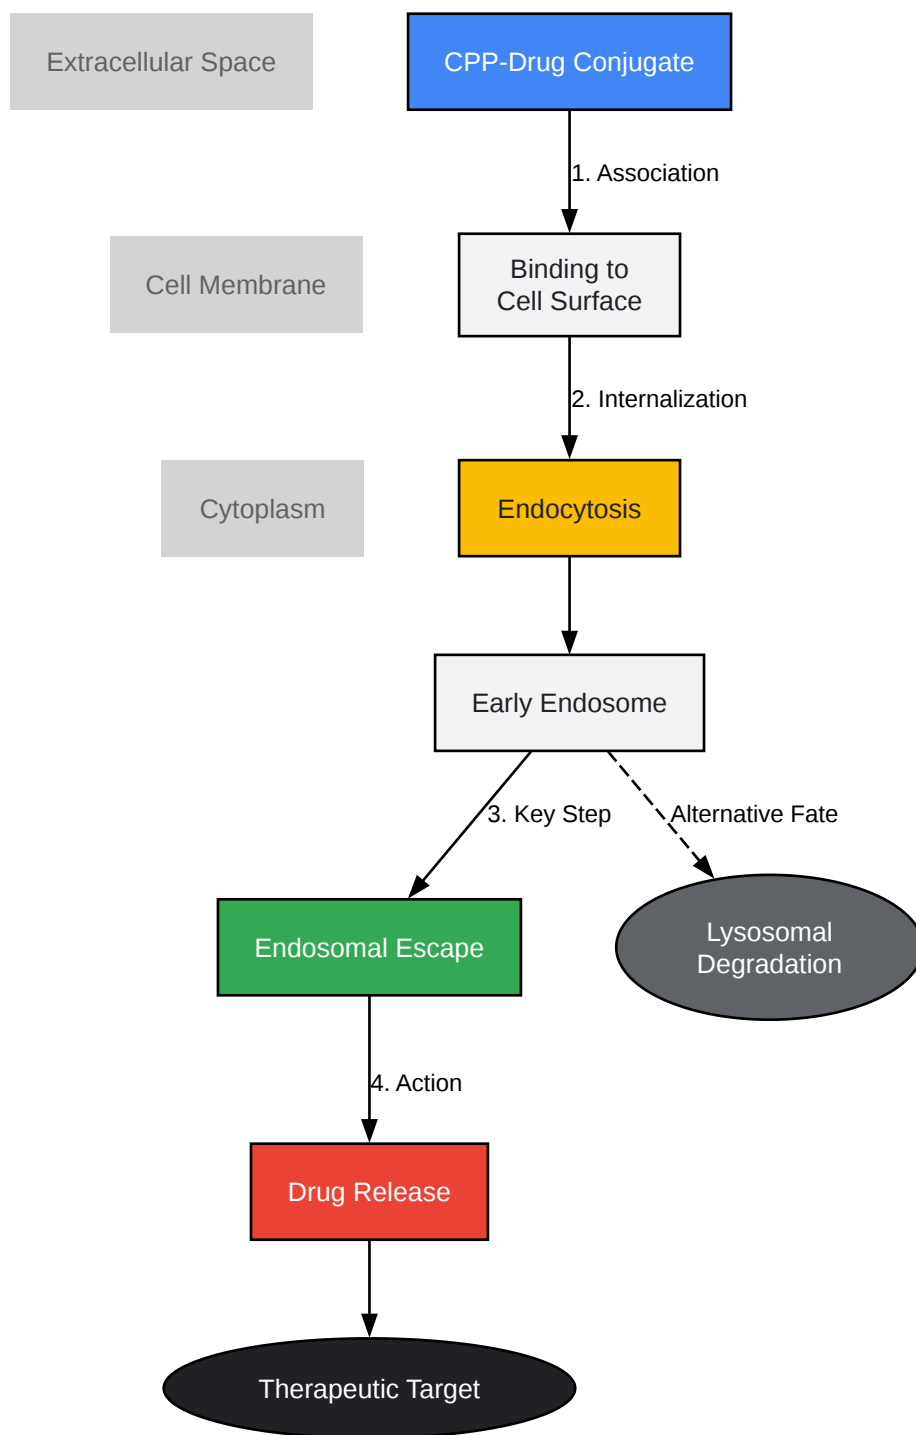 Extracellular Space
CPP-Drug Conjugate
1. Association
Cell Membrane
Binding to
Cell Surface
2. Internalization
Cytoplasm
Endocytosis
Early Endosome
3. Key Step
Alternative Fate
Endosomal Escape
Lysosomal
Degradation
4. Action
Drug Release
Therapeutic Target